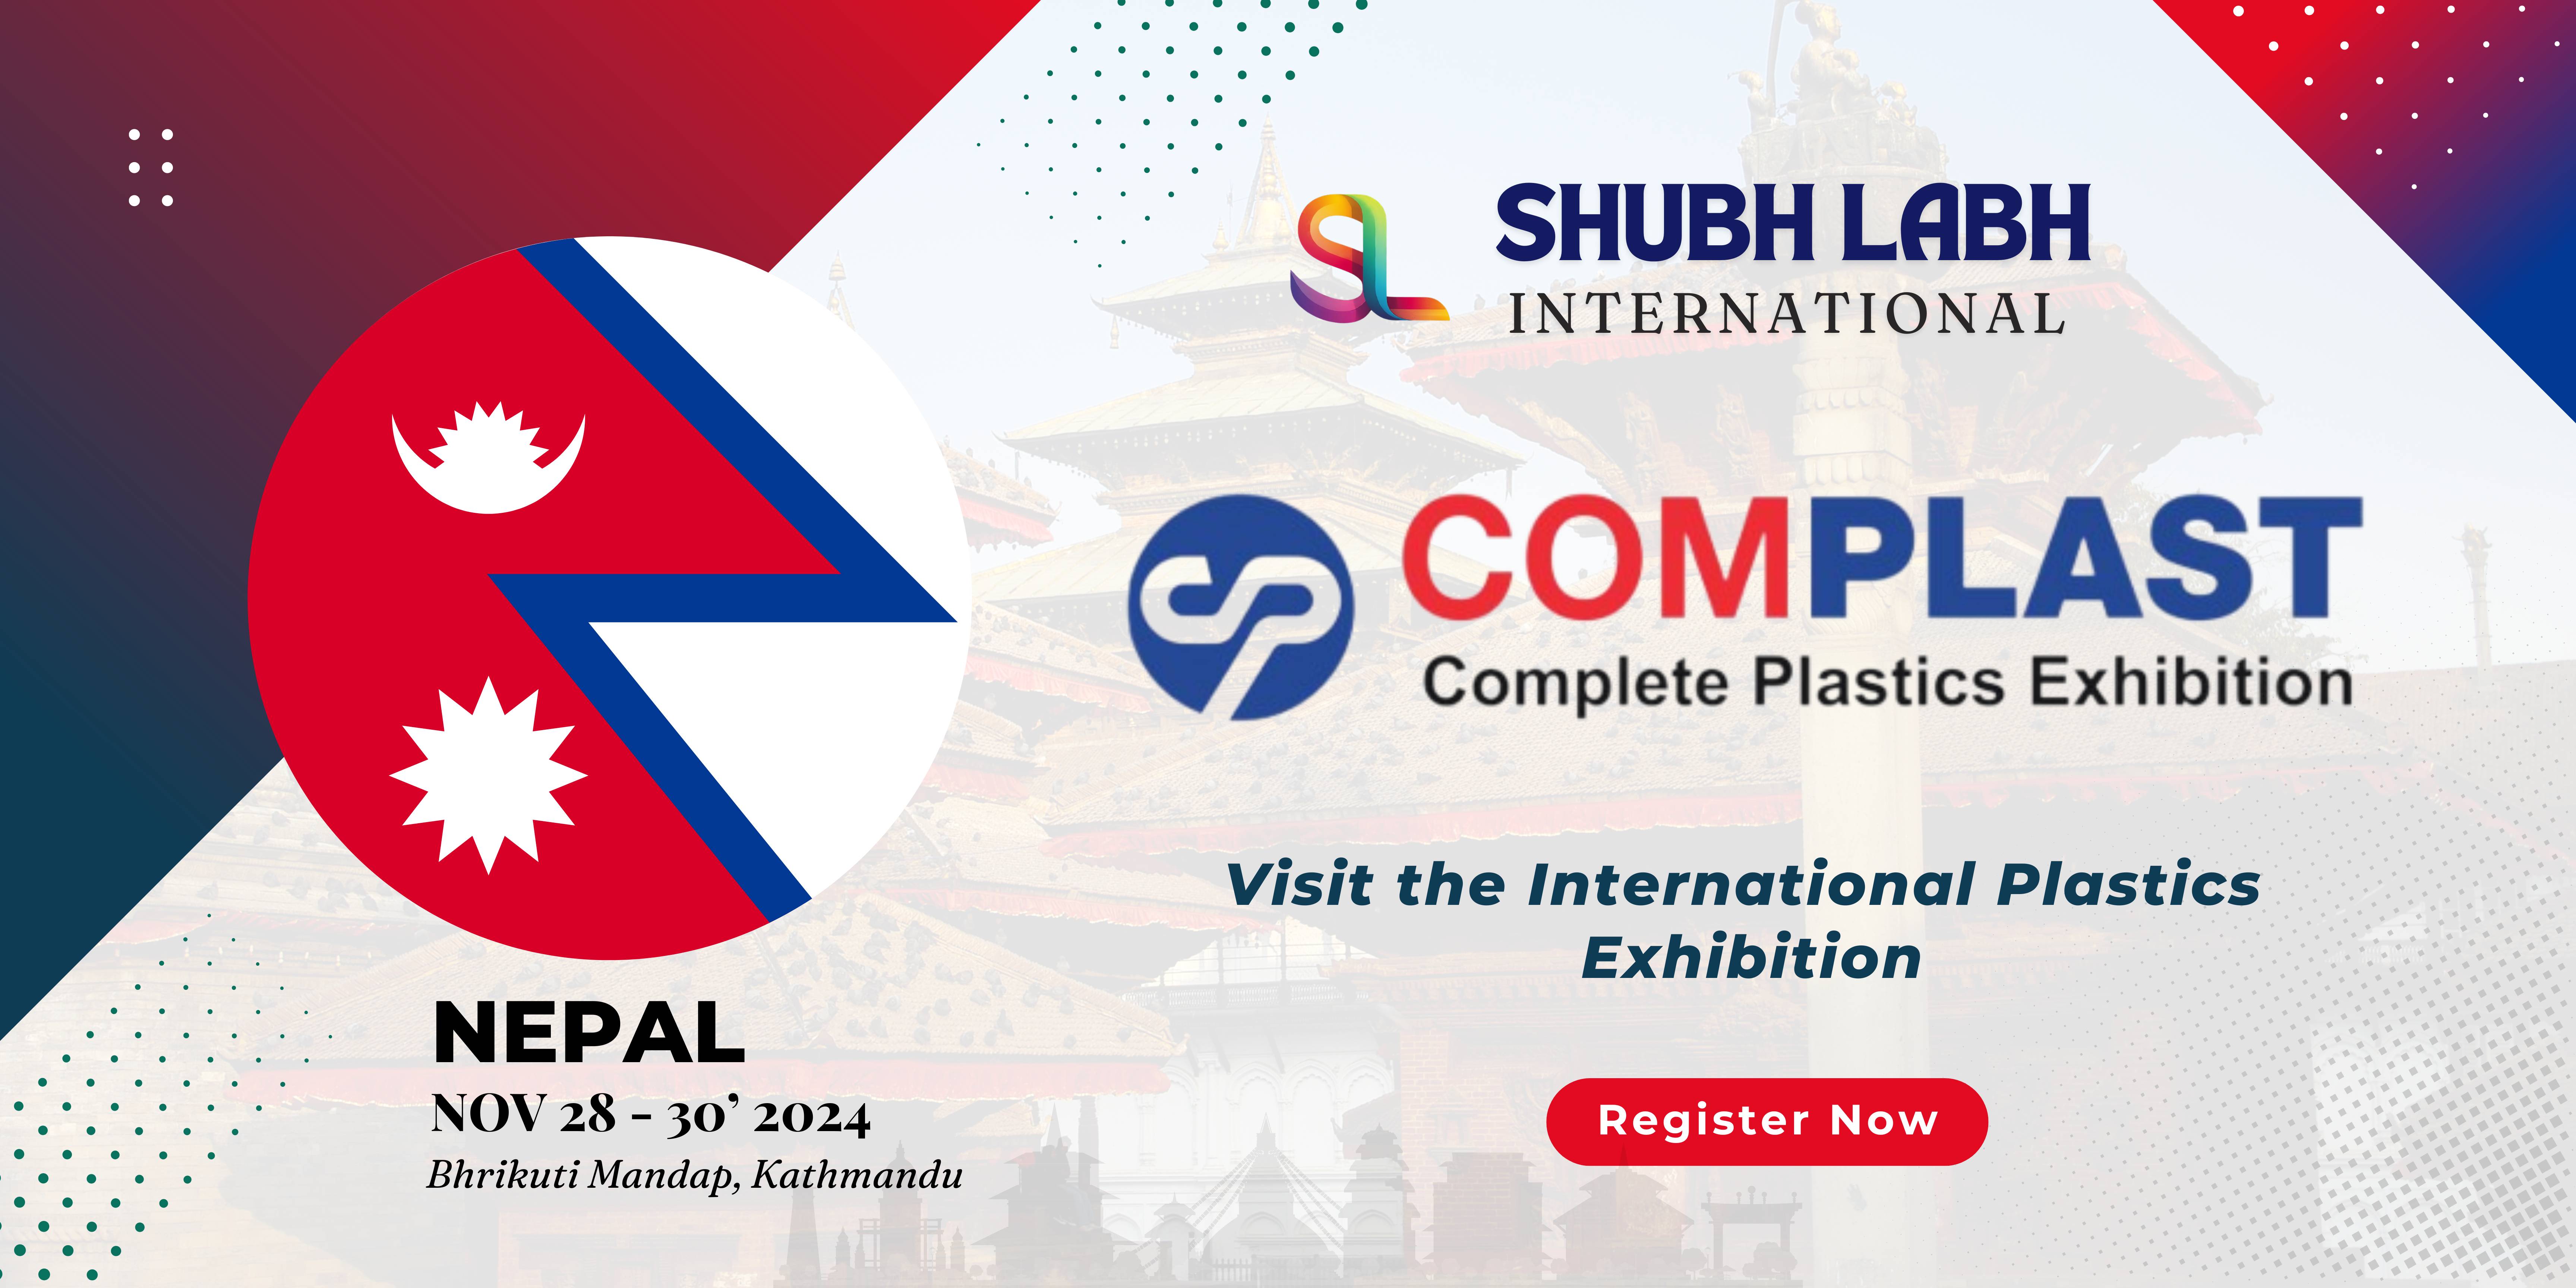 SHUBH LABH
INTERNATIONAL
COMPLAST
Complete Plastics Exhibition
Visit the International Plastics
Exhibition
Register Now
NEPAL
NOV 28 - 30’ 2024
Bhrikuti Mandap, Kathmandu